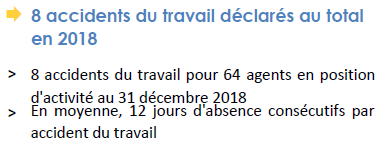 8 accidents du travail déclarés au total
en 2018
> 8 accidents du travail pour 64 agents en position
d'activité au 31 décembre 2018
> En moyenne, 12 jours d'absence consécutifs par
accident du travail